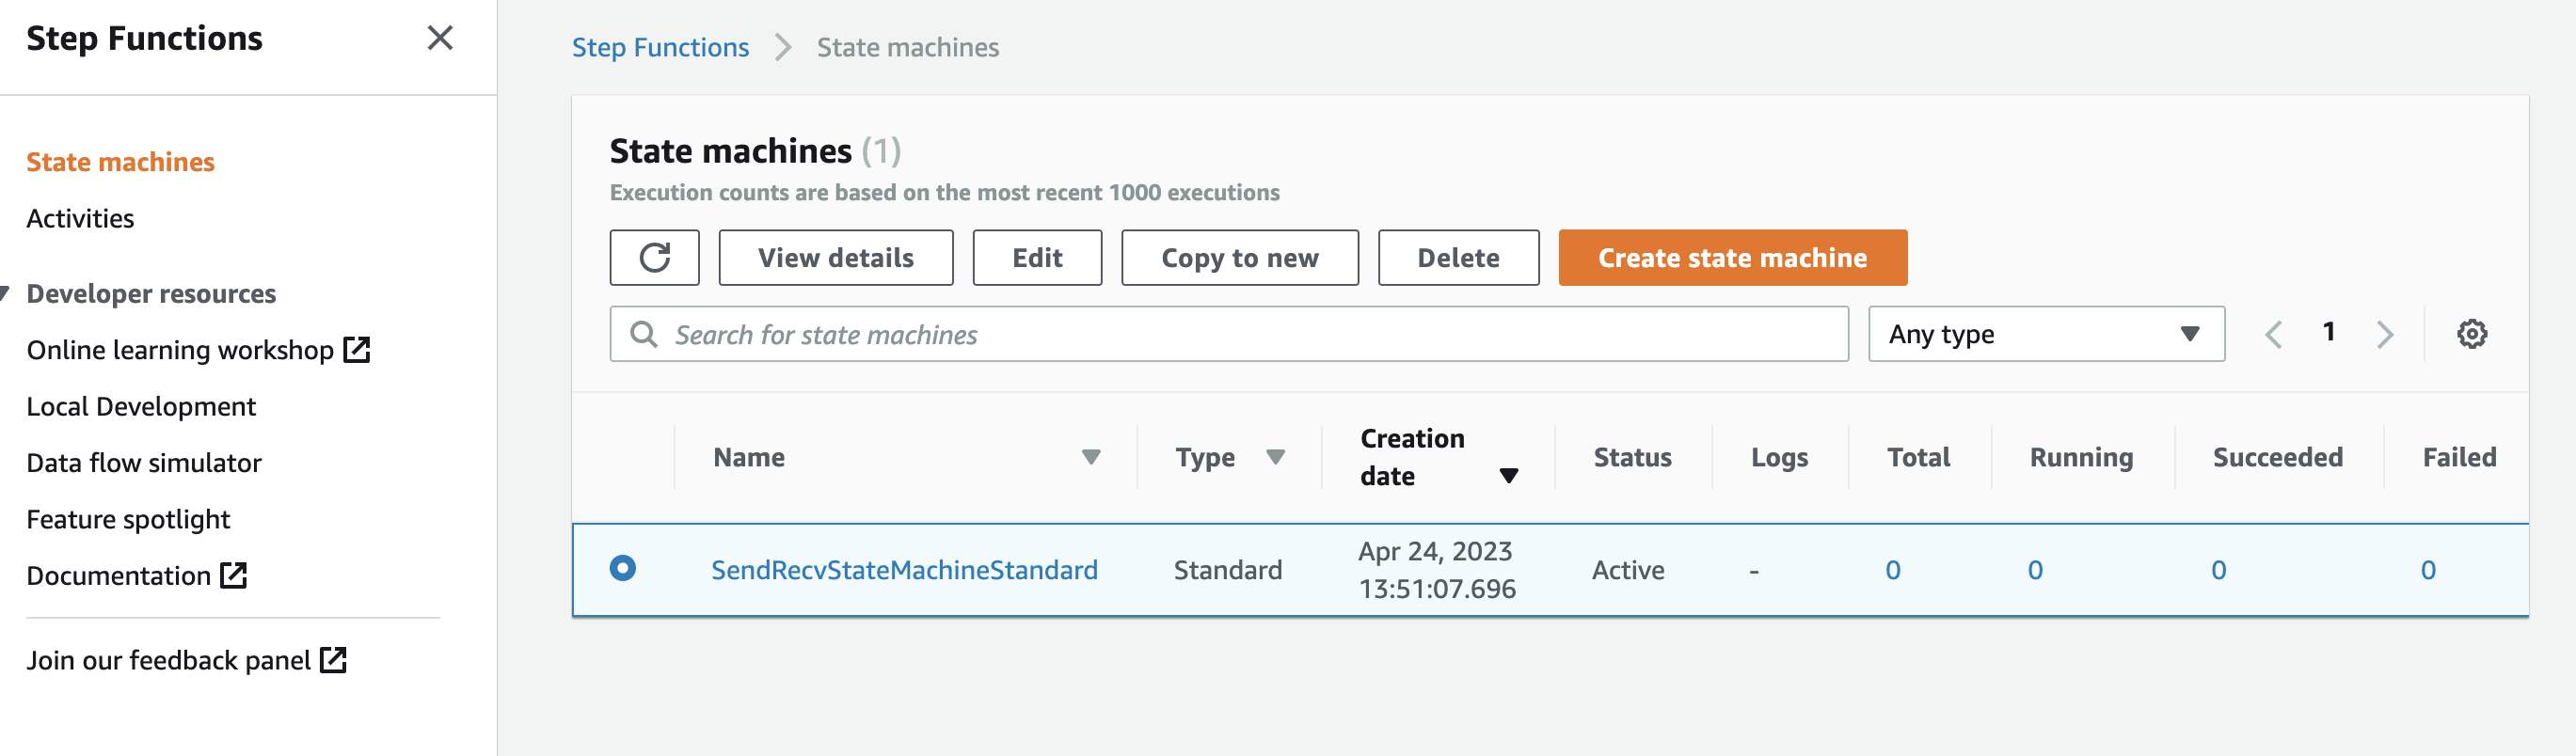 Step Functions
State machines
Activities
Developer resources
Online learning workshop
Local Development
Data flow simulator
Feature spotlight
Documentation
Join our feedback panel
Step Functions State machines
State machines (1)
Execution counts are based on the most recent 1000 executions
View details Edit Copy to new Delete Create state machine
Search for state machines Any type 1
Name Type Creation date Status Logs Total Running Succeeded Failed
SendRecvStateMachineStandard Standard Apr 24, 2023 13:51:07.696 Active - 0 0 0 0